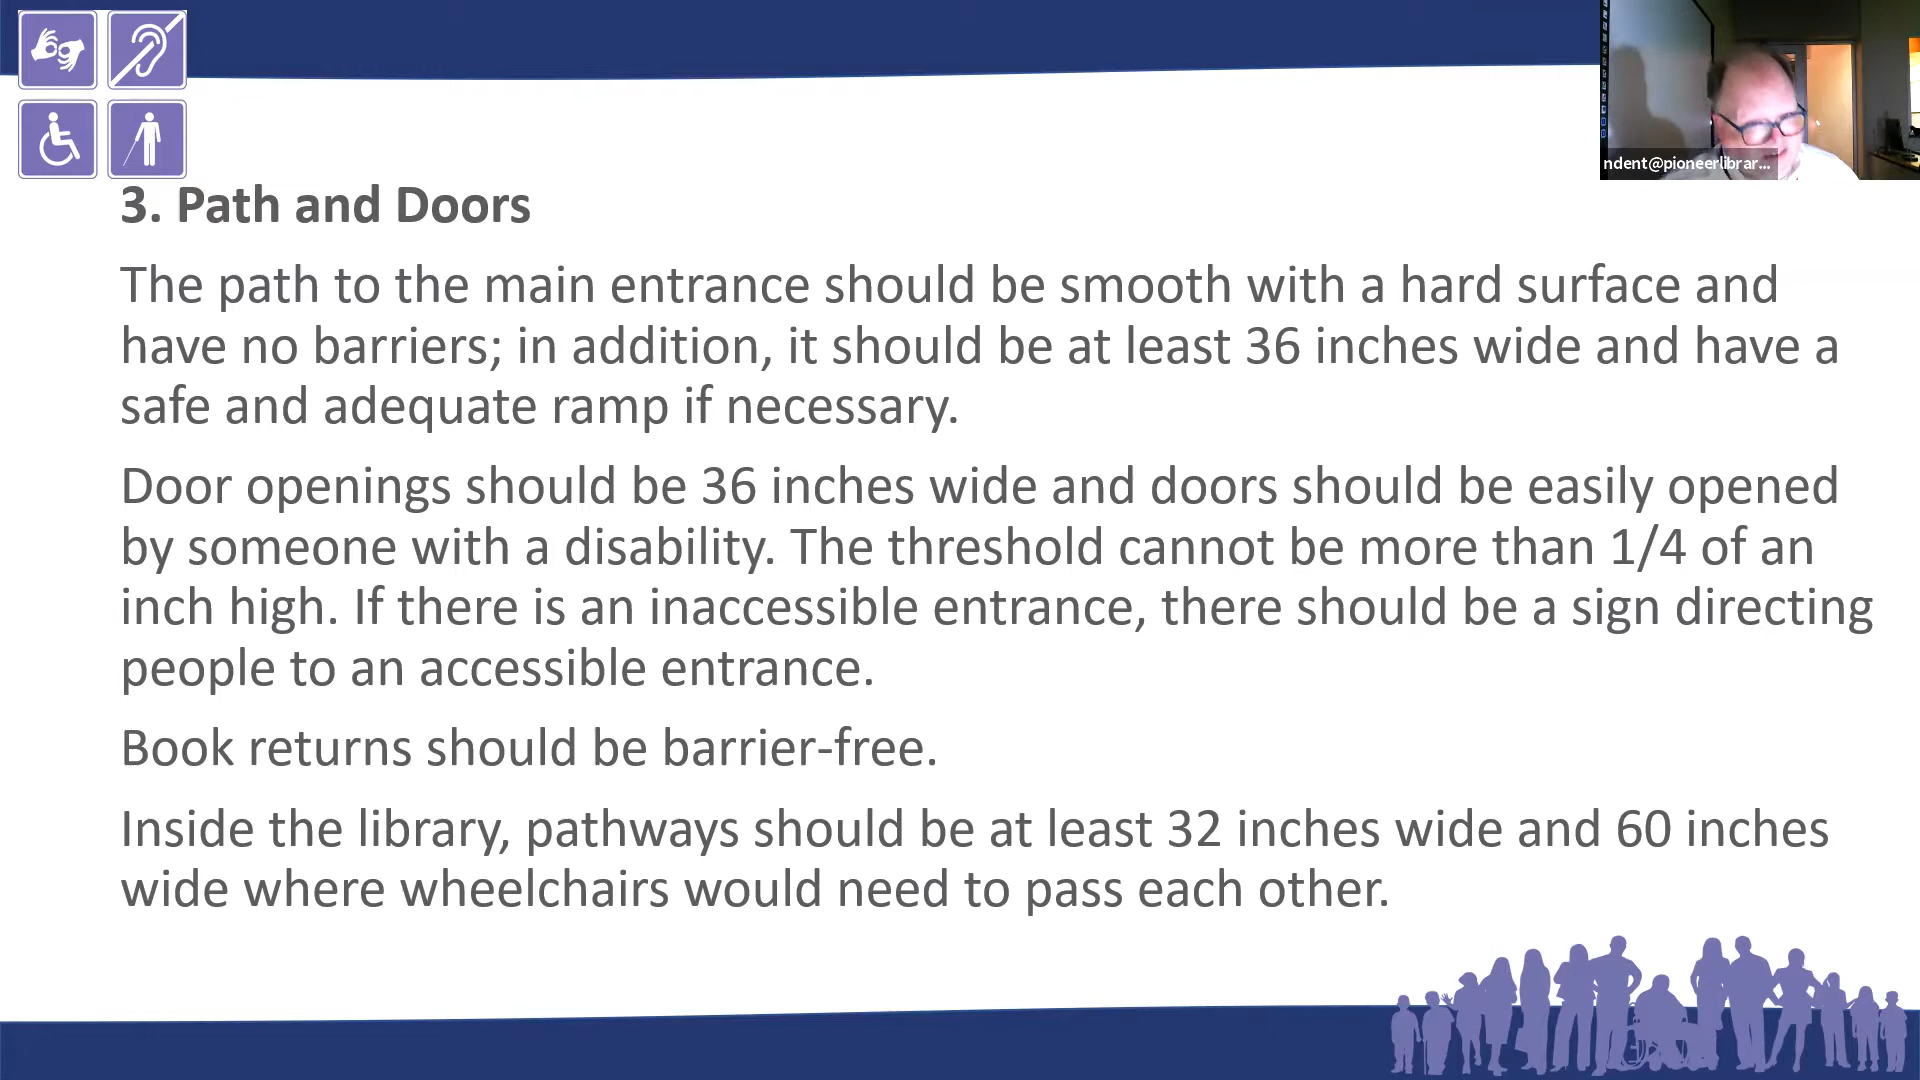 ndent@pioneerlibrar...
3. Path and Doors
The path to the main entrance should be smooth with a hard surface and
have no barriers; in addition, it should be at least 36 inches wide and have a
safe and adequate ramp if necessary.
Door openings should be 36 inches wide and doors should be easily opened
by someone with a disability. The threshold cannot be more than 1/4 of an
inch high. If there is an inaccessible entrance, there should be a sign directing
people to an accessible entrance.
Book returns should be barrier-free.
Inside the library, pathways should be at least 32 inches wide and 60 inches
wide where wheelchairs would need to pass each other.